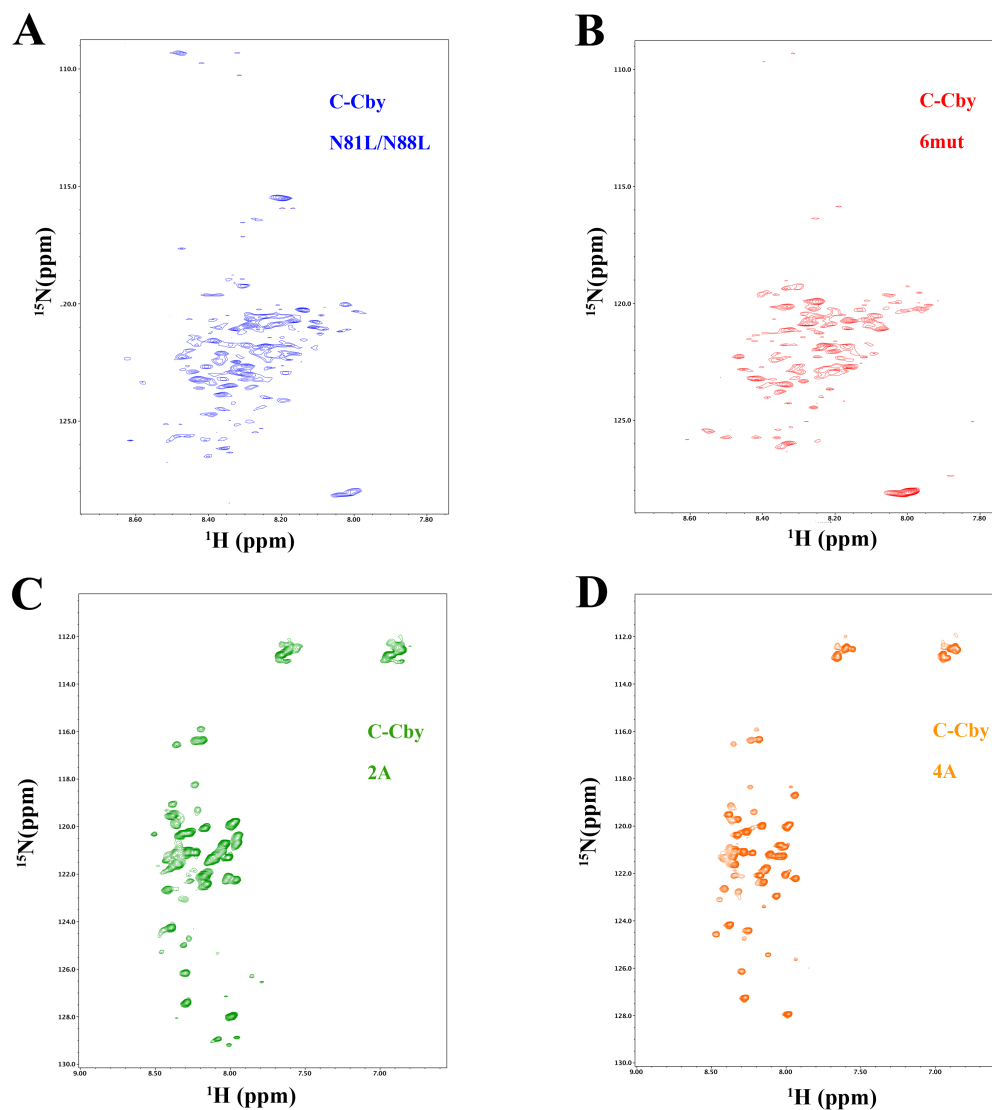 A
B
110.0
115.0
.20.0
125.0
8.60
8.40
8.20
8.00
7.80
15N(ppm)
1H (ppm)
C-Cby
N81L/N88L
110.0
115.0
120.0
125.0
8.60
8.40
8.20
8.00
7.80
15N(ppm)
1H (ppm)
C-Cby
6mut
C
D
112.0
114.0
116.0
118.0
120.0
122.0
124.0
126.0
128.0
130.0
9.00
8.50
8.00
7.50
7.00
15N(ppm)
1H (ppm)
C-Cby
2A
112.0
114.0
116.0
118.0
120.0
122.0
124.0
126.0
128.0
130.0
9.00
8.50
8.00
7.50
7.00
15N(ppm)
1H (ppm)
C-Cby
4A